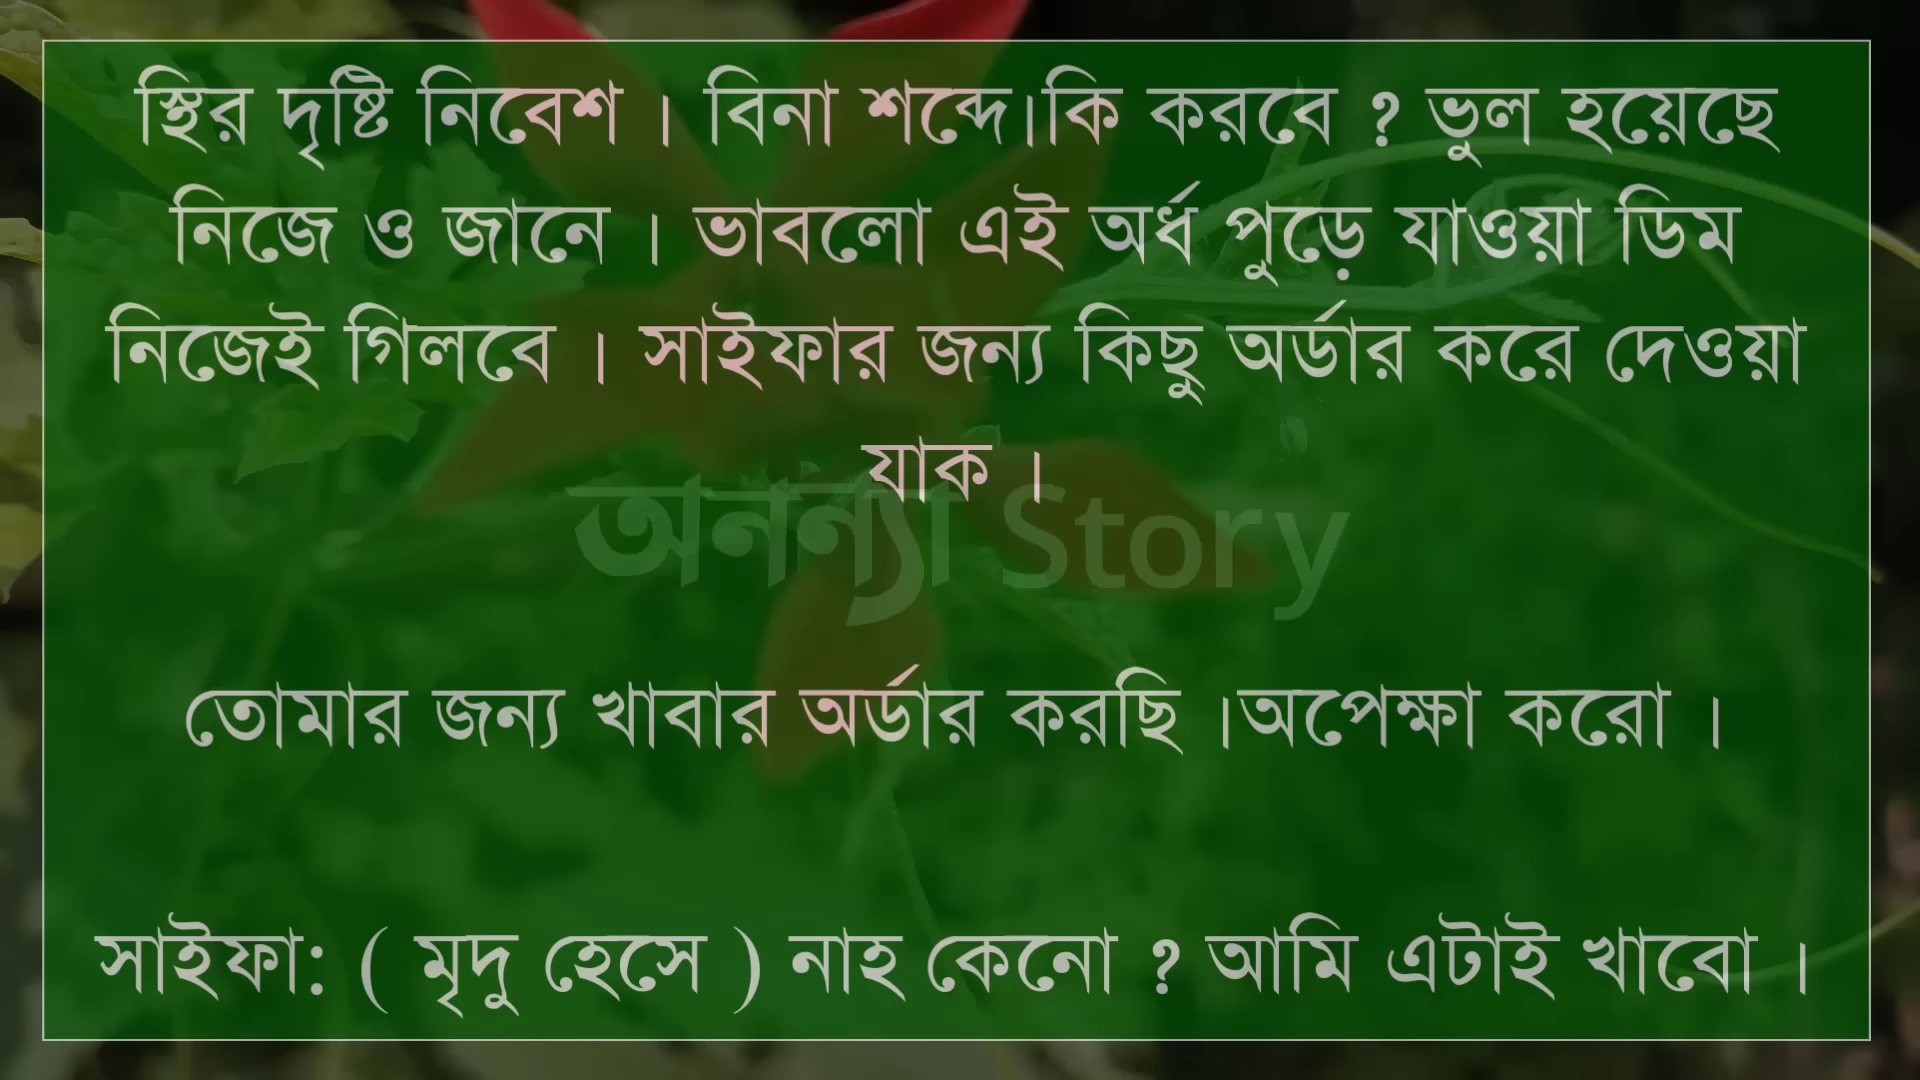 স্থির দৃষ্টি নিবেশ । বিনা শব্দে।কি করবে ? ভুল হয়েছে
নিজে ও জানে । ভাবলো এই অর্ধ পুড়ে যাওয়া ডিম
নিজেই গিলবে । সাইফার জন্য কিছু অর্ডার করে দেওয়া
যাক ।
অনন্যা Story
তোমার জন্য খাবার অর্ডার করছি ।অপেক্ষা করো ।
সাইফা: ( মৃদু হেসে ) নাহ কেনো ? আমি এটাই খাবো ।